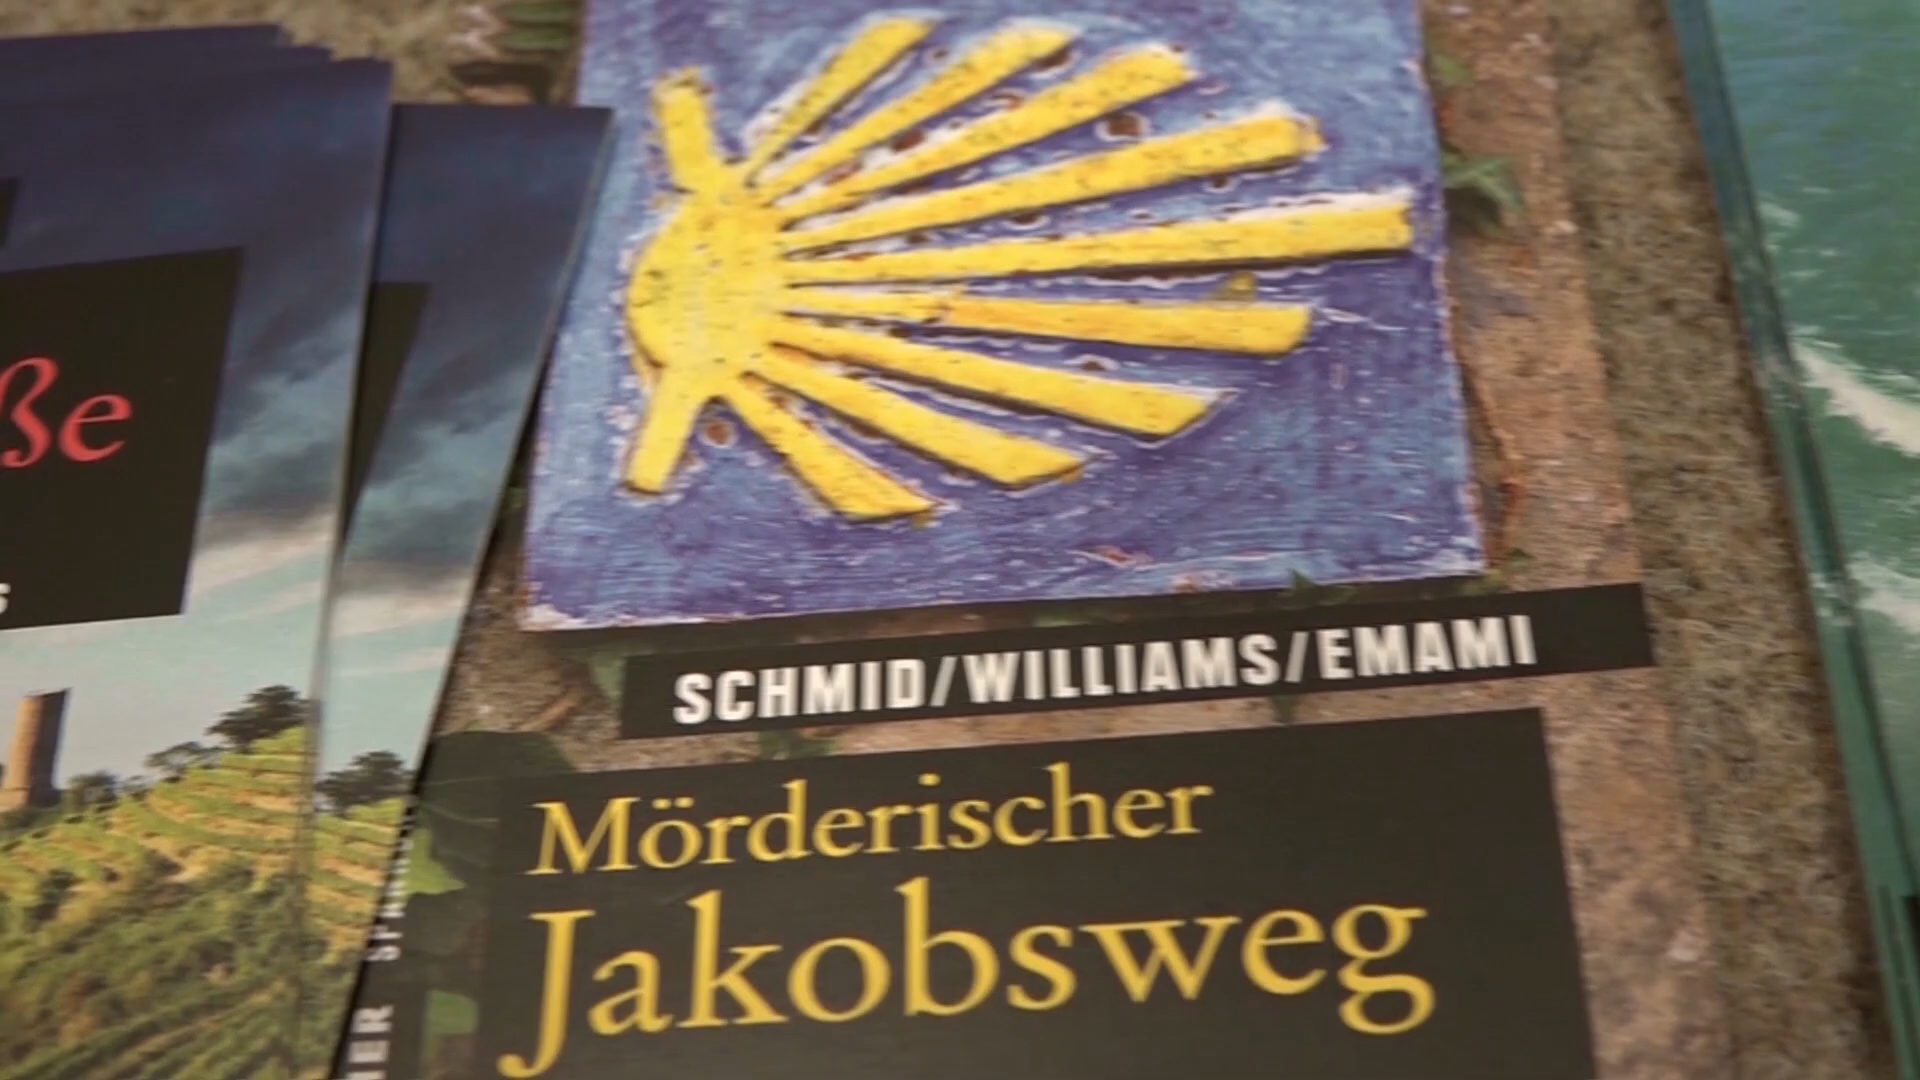 SCHMID/WILLIAMS/EMAMI
Mörderischer
Jakobsweg
ße
s